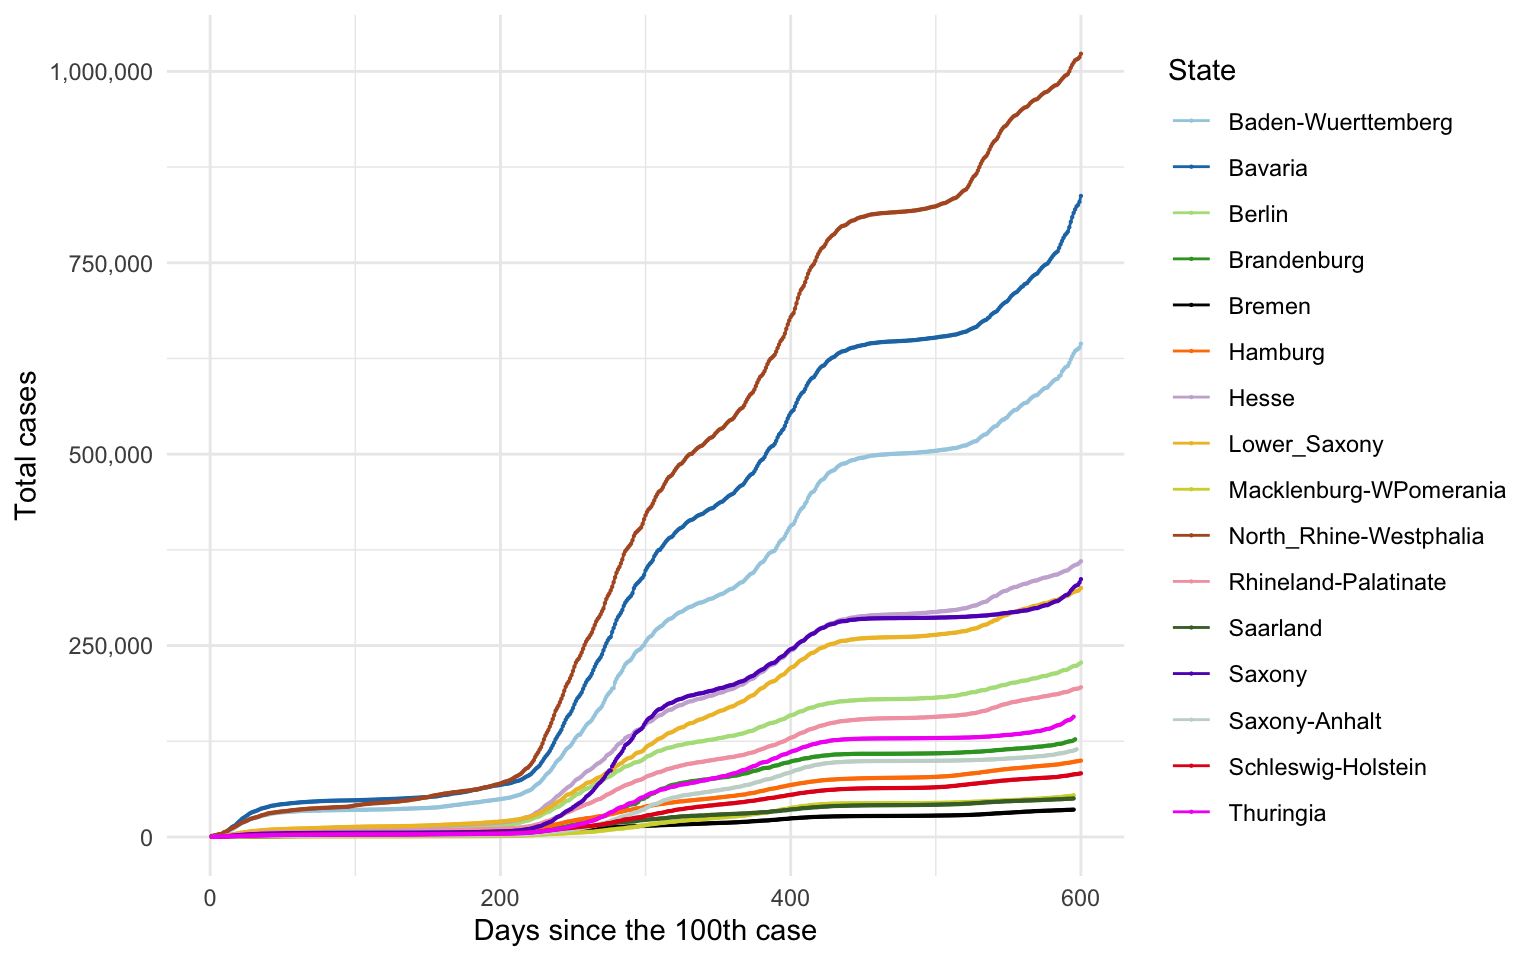 1,000,000
750,000
500,000
250,000
0
0 200 400 600
Total cases
Days since the 100th case
State
Baden-Wuerttemberg
Bavaria
Berlin
Brandenburg
Bremen
Hamburg
Hesse
Lower_Saxony
Macklenburg-WPomerania
North_Rhine-Westphalia
Rhineland-Palatinate
Saarland
Saxony
Saxony-Anhalt
Schleswig-Holstein
Thuringia